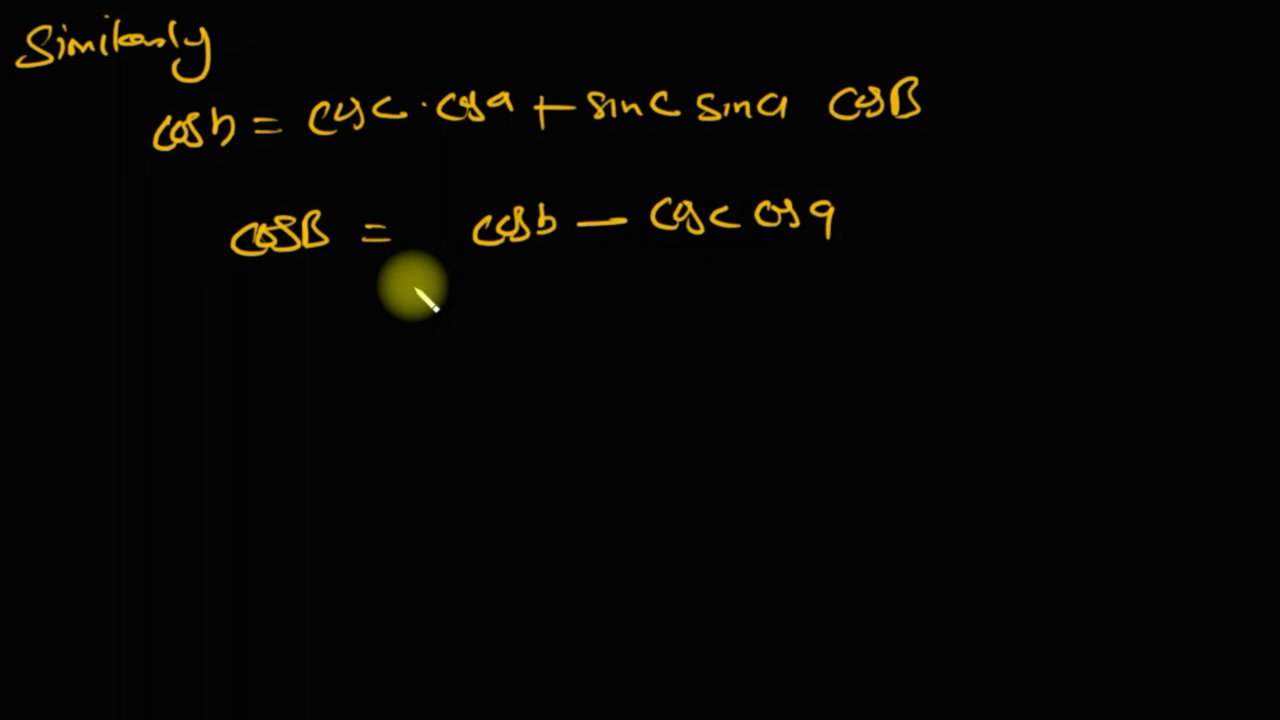 Similarly
cos b = cos c . cos a + sin c sin a cos B
cos B = cos b - cos c cos a